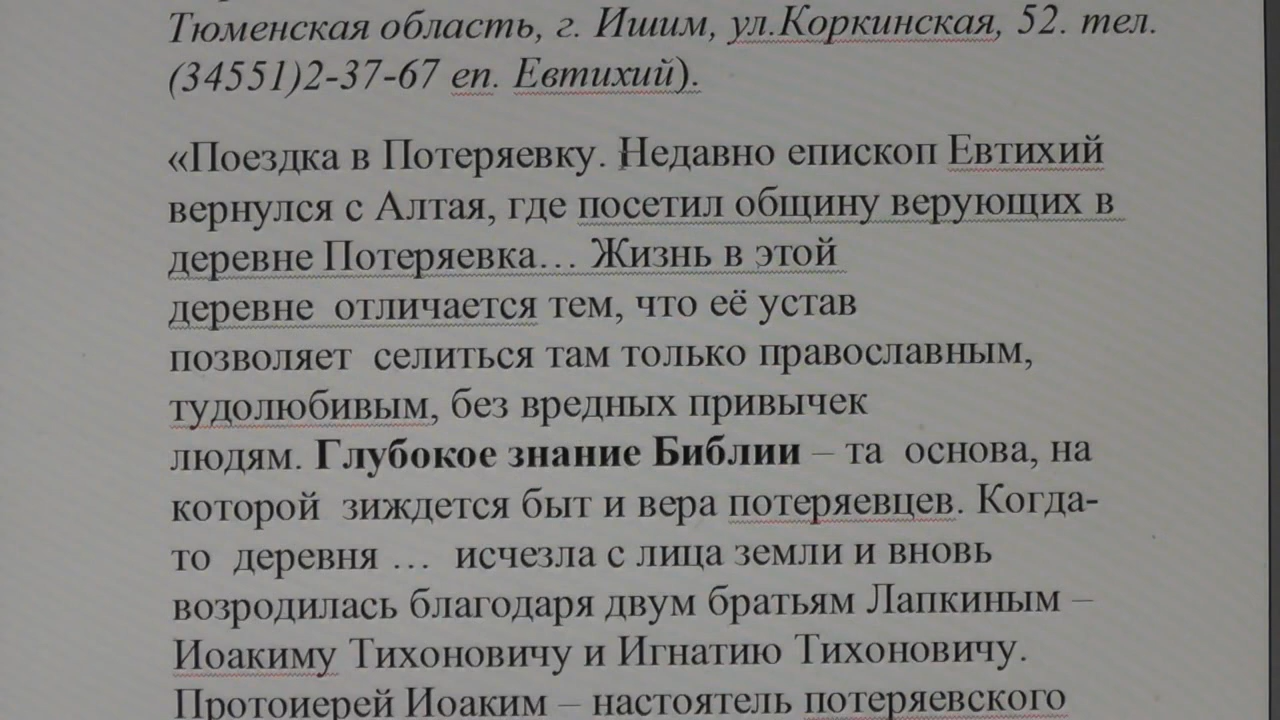 Тюменская область, г. Ишим, ул.Коркинская, 52. тел.
(34551)2-37-67 еп. Евтихий).
«Поездка в Потеряевку. Недавно епископ Евтихий
вернулся с Алтая, где посетил общину верующих в
деревне Потеряевка… Жизнь в этой
деревне  отличается тем, что её устав
позволяет  селиться там только православным,
тудолюбивым, без вредных привычек
людям. Глубокое знание Библии – та  основа, на
которой  зиждется быт и вера потеряевцев. Когда-
то  деревня …  исчезла с лица земли и вновь
возродилась благодаря двум братьям Лапкиным –
Иоакиму Тихоновичу и Игнатию Тихоновичу.
Протоиерей Иоаким – настоятель потеряевского